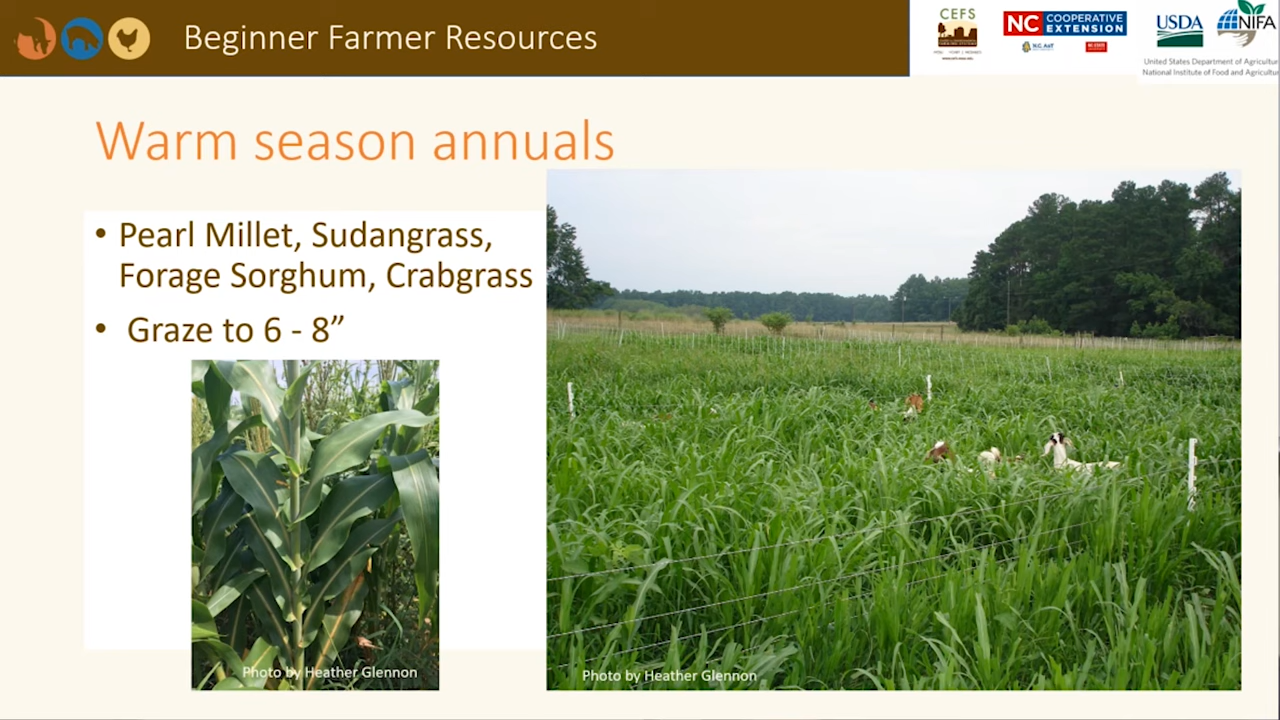 Beginner Farmer Resources
CEFS
NC COOPERATIVE
EXTENSION
USDA
NIFA
United States Department of Agricultur
National Institute of Food and Agricultur
Warm season annuals
• Pearl Millet, Sudangrass,
Forage Sorghum, Crabgrass
• Graze to 6 - 8”
Photo by Heather Glennon
Photo by Heather Glennon